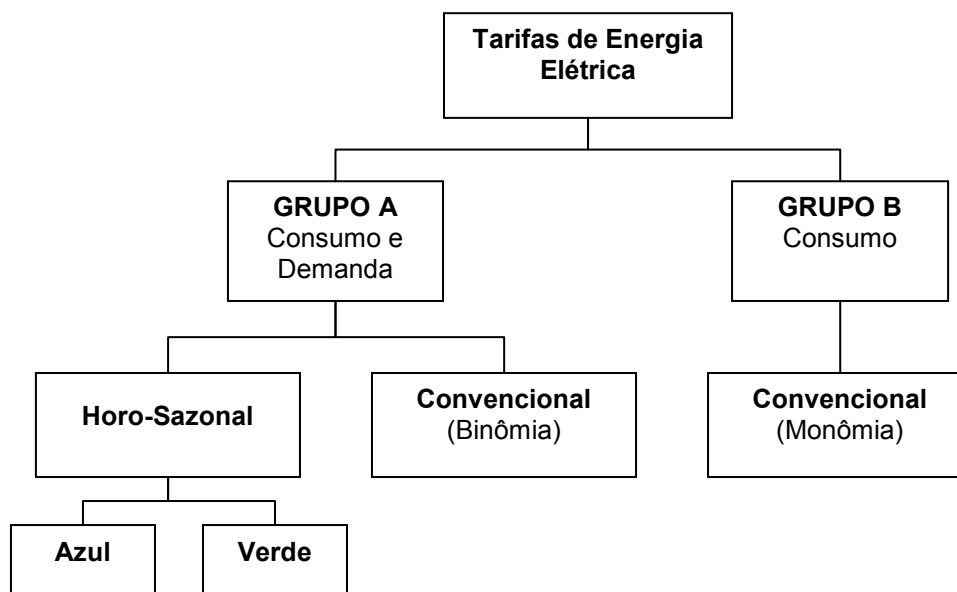 Tarifas de Energia
Elétrica
GRUPO A
Consumo e
Demanda
GRUPO B
Consumo
Horo-Sazonal
Convencional
(Binômia)
Convencional
(Monômia)
Azul
Verde